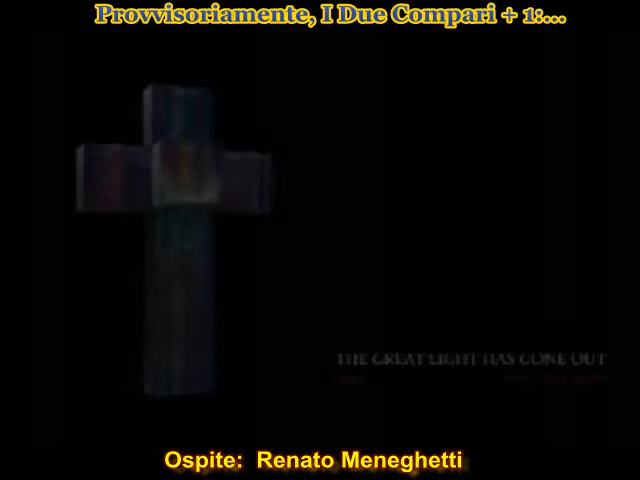 Provvisoriamente, I Due Compari + 1:...
THE GREAT LIGHT HAS GONE OUT
Ospite: Renato Meneghetti